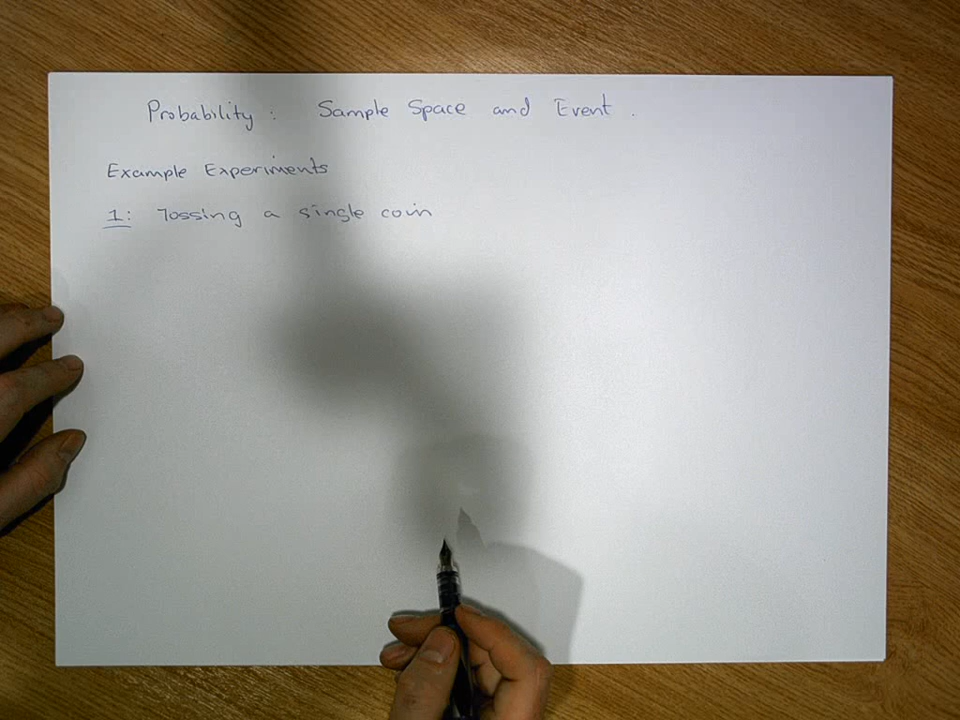 Probability : Sample Space and Event .
Example Experiments
1: Tossing a single coin